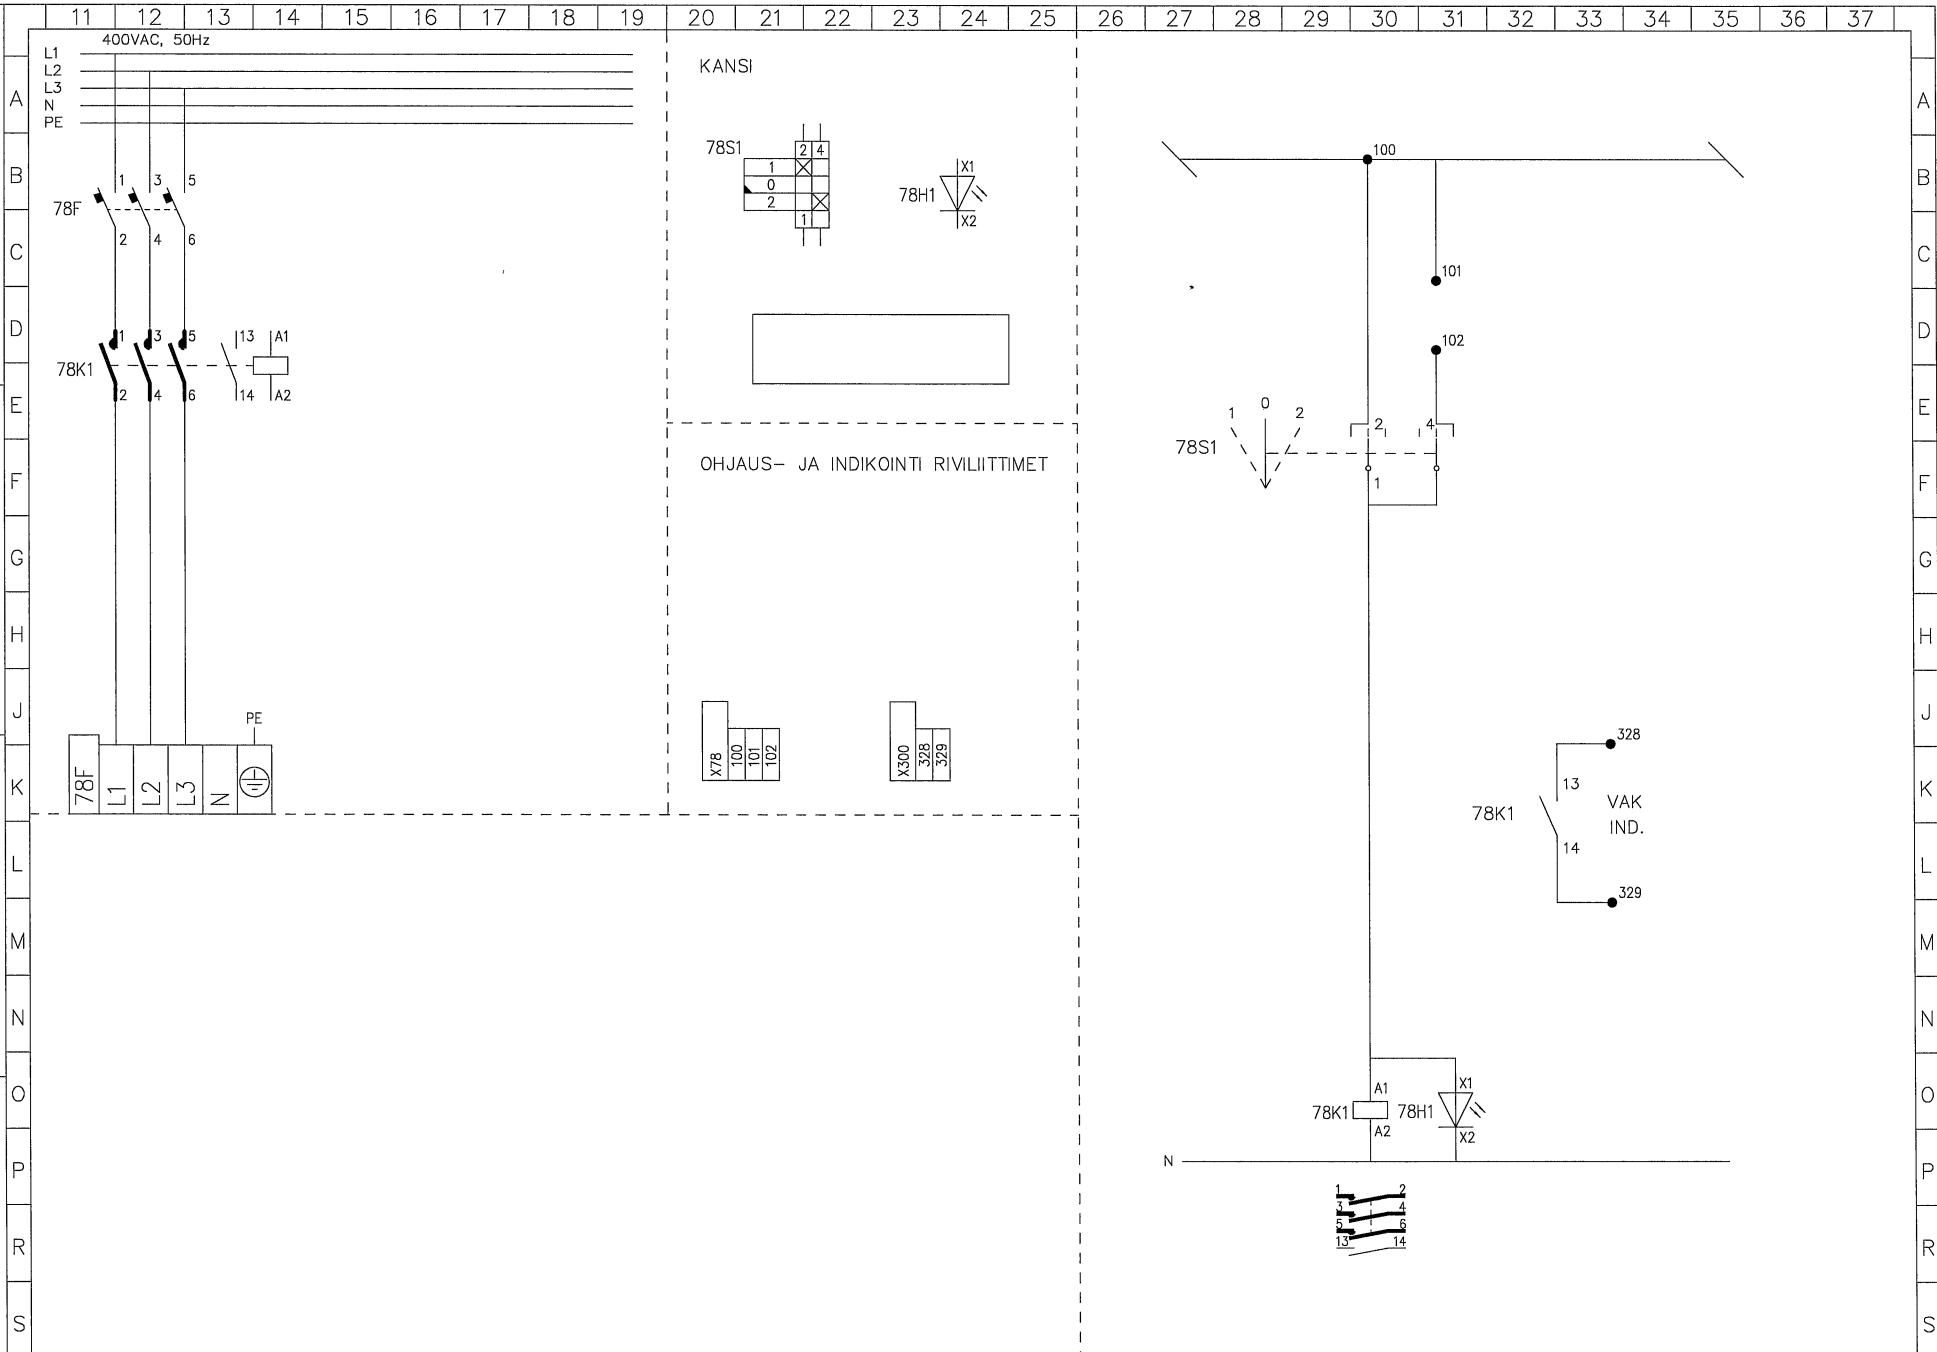 11 12 13 14 15 16 17 18 19 20 21 22 23 24 25 26 27 28 29 30 31 32 33 34 35 36 37
400VAC, 50Hz
L1
L2
L3
N
PE
A
B
C
D
E
F
G
H
J
K
L
M
N
O
P
R
S
1 3 5
78F
2 4 6
1 3 5 13 A1
78K1
2 4 6 14 A2
PE
78F L1 L2 L3 N
KANSI
78S1
2 4
1
0
2
1
X1
78H1
X2
OHJAUS- JA INDIKOINTI RIVILIITTIMET
X78 100 101 102
X300 328 329
100
101
102
1 0 2
2 4
78S1
1
328
13
78K1
VAK
IND.
14
329
A1 X1
78K1 78H1
A2 X2
N
1 2
3 4
5 6
13 14
A
B
C
D
E
F
G
H
J
K
L
M
N
O
P
R
S